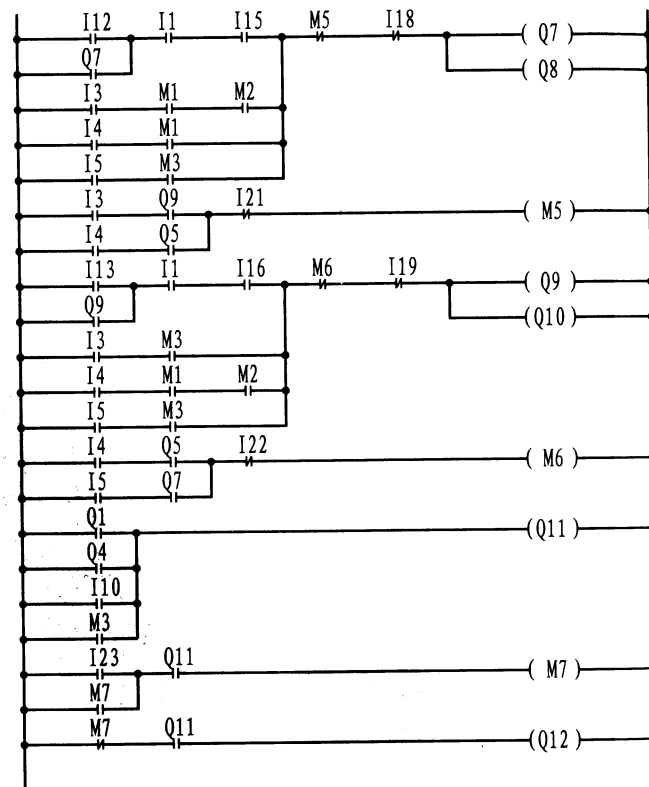 I12 I1 I15 M5 I18 Q7
Q7 Q8
I3 M1 M2
I4 M1
I5 M3
I3 Q9 I21 M5
I4 Q5
I13 I1 I16 M6 I19 Q9
Q9 Q10
I3 M3
I4 M1 M2
I5 M3
I4 Q5 I22 M6
I5 Q7
Q1 Q11
Q4
I10
M3
I23 Q11 M7
M7
M7 Q11 Q12